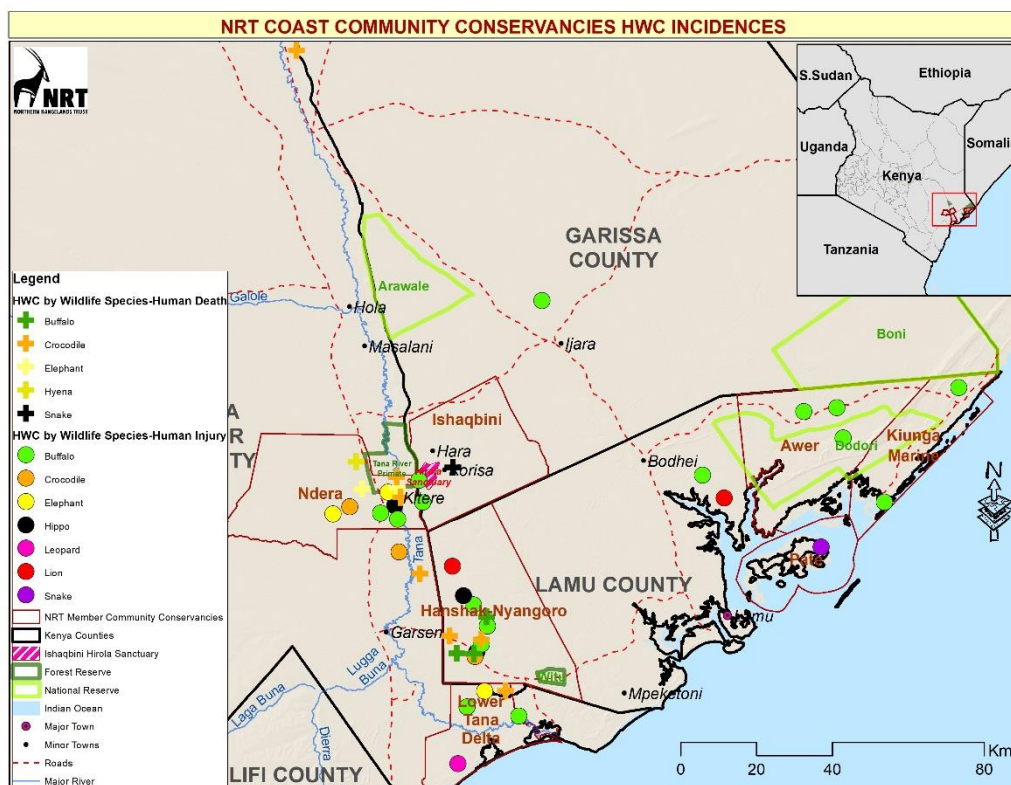 NRT COAST COMMUNITY CONSERVANCIES HWC INCIDENCES
NRT
NORTHERN RANGELANDS TRUST
S.Sudan
Ethiopia
Uganda
Kenya
Somali
Tanzania
GARISSA
COUNTY
Arawale
Galole
Hola
Masalani
Ijara
Boni
Ishaqbini
Hara
Korisa
Sanctuary
Tana River
Primate
Ndera
Kitere
Bodhei
Awer
Dodori
Kiunga
Marine
N
Pate
Tana
LAMU COUNTY
Hanshak-Nyangoro
Lamu
Garsen
Lugga
Buna
Laga Buna
Dierra
Witu
Mpeketoni
Lower
Tana
Delta
LIFI COUNTY
Legend
HWC by Wildlife Species-Human Death
Buffalo
Crocodile
Elephant
Hyena
Snake
HWC by Wildlife Species-Human Injury
Buffalo
Crocodile
Elephant
Hippo
Leopard
Lion
Snake
NRT Member Community Conservancies
Kenya Counties
Ishaqbini Hirola Sanctuary
Forest Reserve
National Reserve
Indian Ocean
Major Town
Minor Towns
Roads
Major River
Km
0 20 40 60 80